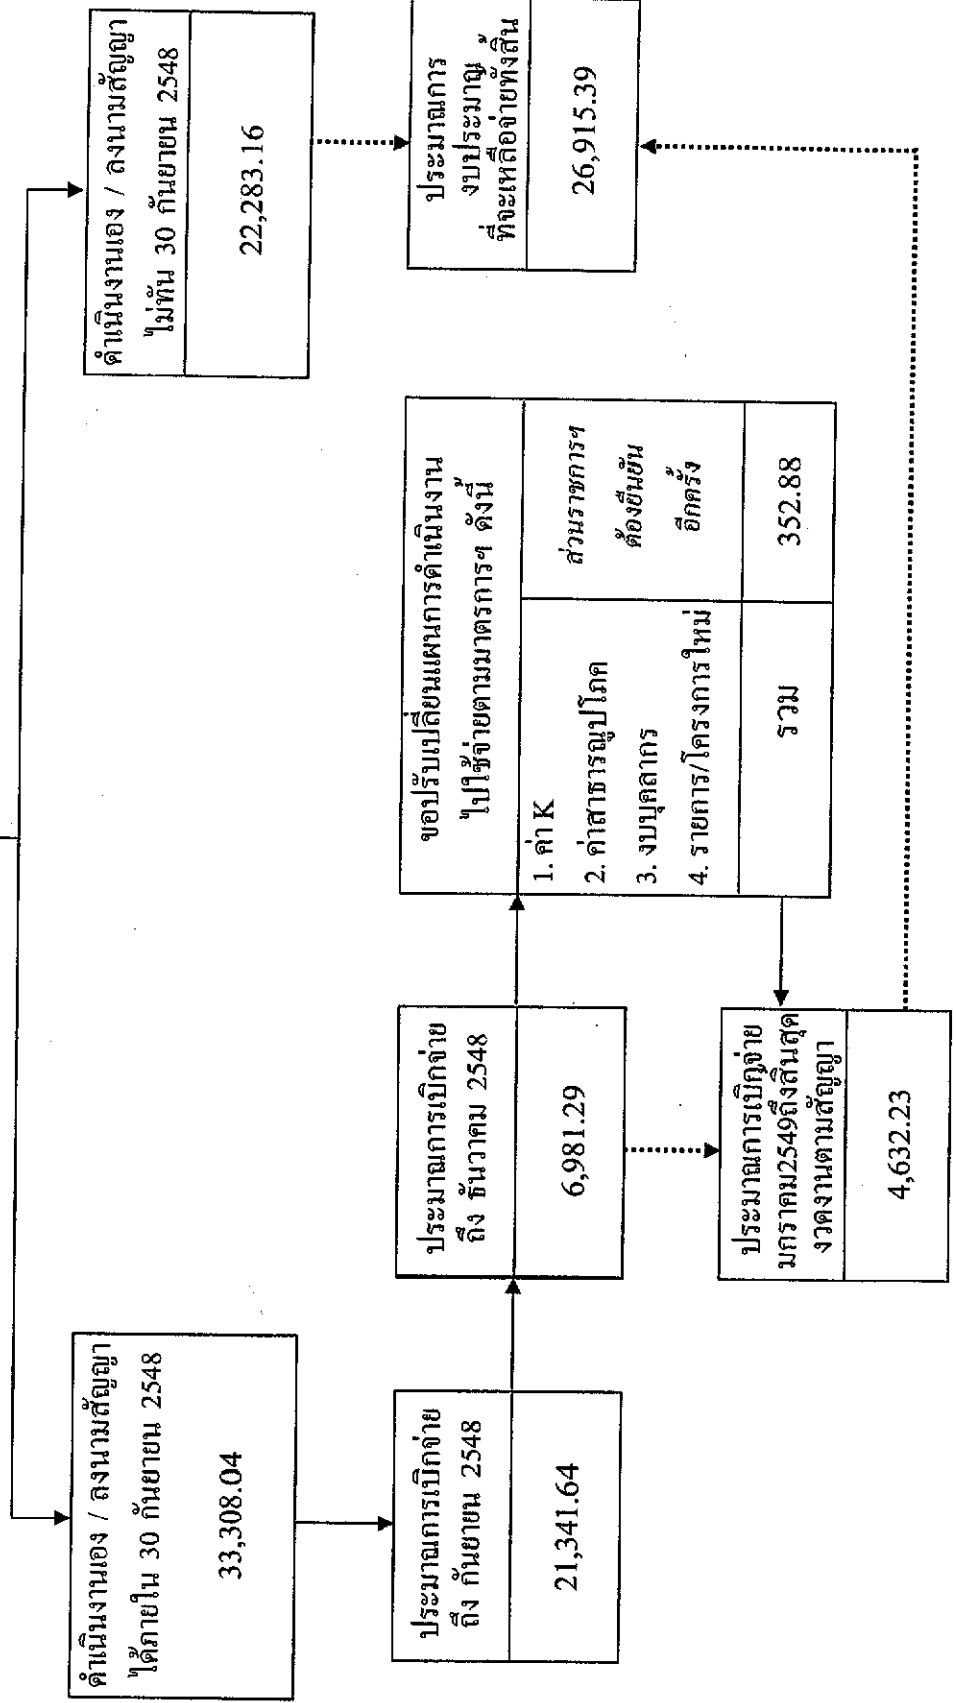 ดำเนินงานเอง / ลงนามสัญญา
ได้ภายใน 30 กันยายน 2548
33,308.04
ดำเนินงานเอง / ลงนามสัญญา
ไม่ทัน 30 กันยายน 2548
22,283.16
ประมาณการเบิกจ่าย
ถึง กันยายน 2548
21,341.64
ประมาณการเบิกจ่าย
ถึง ธันวาคม 2548
6,981.29
ขอปรับเปลี่ยนแผนการดำเนินงาน
ไปใช้จ่ายตามมาตรการฯ ดังนี้
1. ค่า K
2. ค่าสาธารณูปโภค
3. งบบุคลากร
4. รายการ/โครงการใหม่
ส่วนราชการฯ
ต้องยืนยัน
อีกครั้ง
รวม
352.88
ประมาณการ
งบประมาณ
ที่จะเหลือจ่ายทั้งสิ้น
26,915.39
ประมาณการเบิกจ่าย
มกราคม2549ถึงสิ้นสุด
งวดงานตามสัญญา
4,632.23